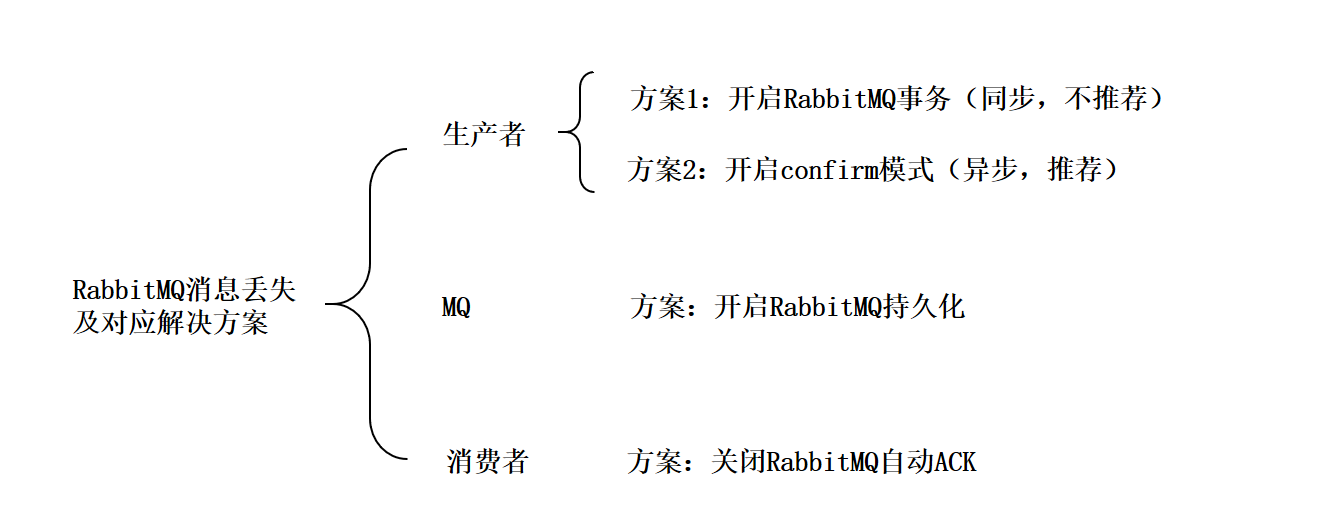 RabbitMQ消息丢失
及对应解决方案
生产者
方案1：开启RabbitMQ事务（同步，不推荐）
方案2：开启confirm模式（异步，推荐）
MQ
方案：开启RabbitMQ持久化
消费者
方案：关闭RabbitMQ自动ACK